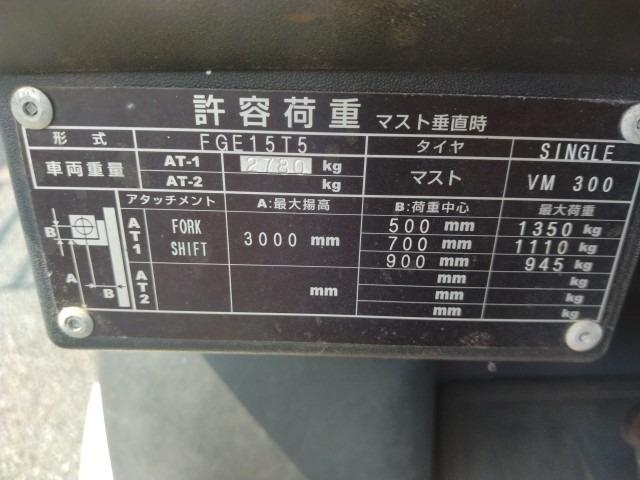 許容荷重 マスト垂直時
形 式 FGE15T5 タイヤ SINGLE
車両重量 AT-1 2780 kg マスト VM 300
AT-2 kg
アタッチメント A:最大揚高 B:荷重中心 最大荷重
AT1 FORK SHIFT 3000 mm 500 mm 1350 kg
700 mm 1110 kg
900 mm 945 kg
AT2 mm mm kg
mm kg
B
A
B